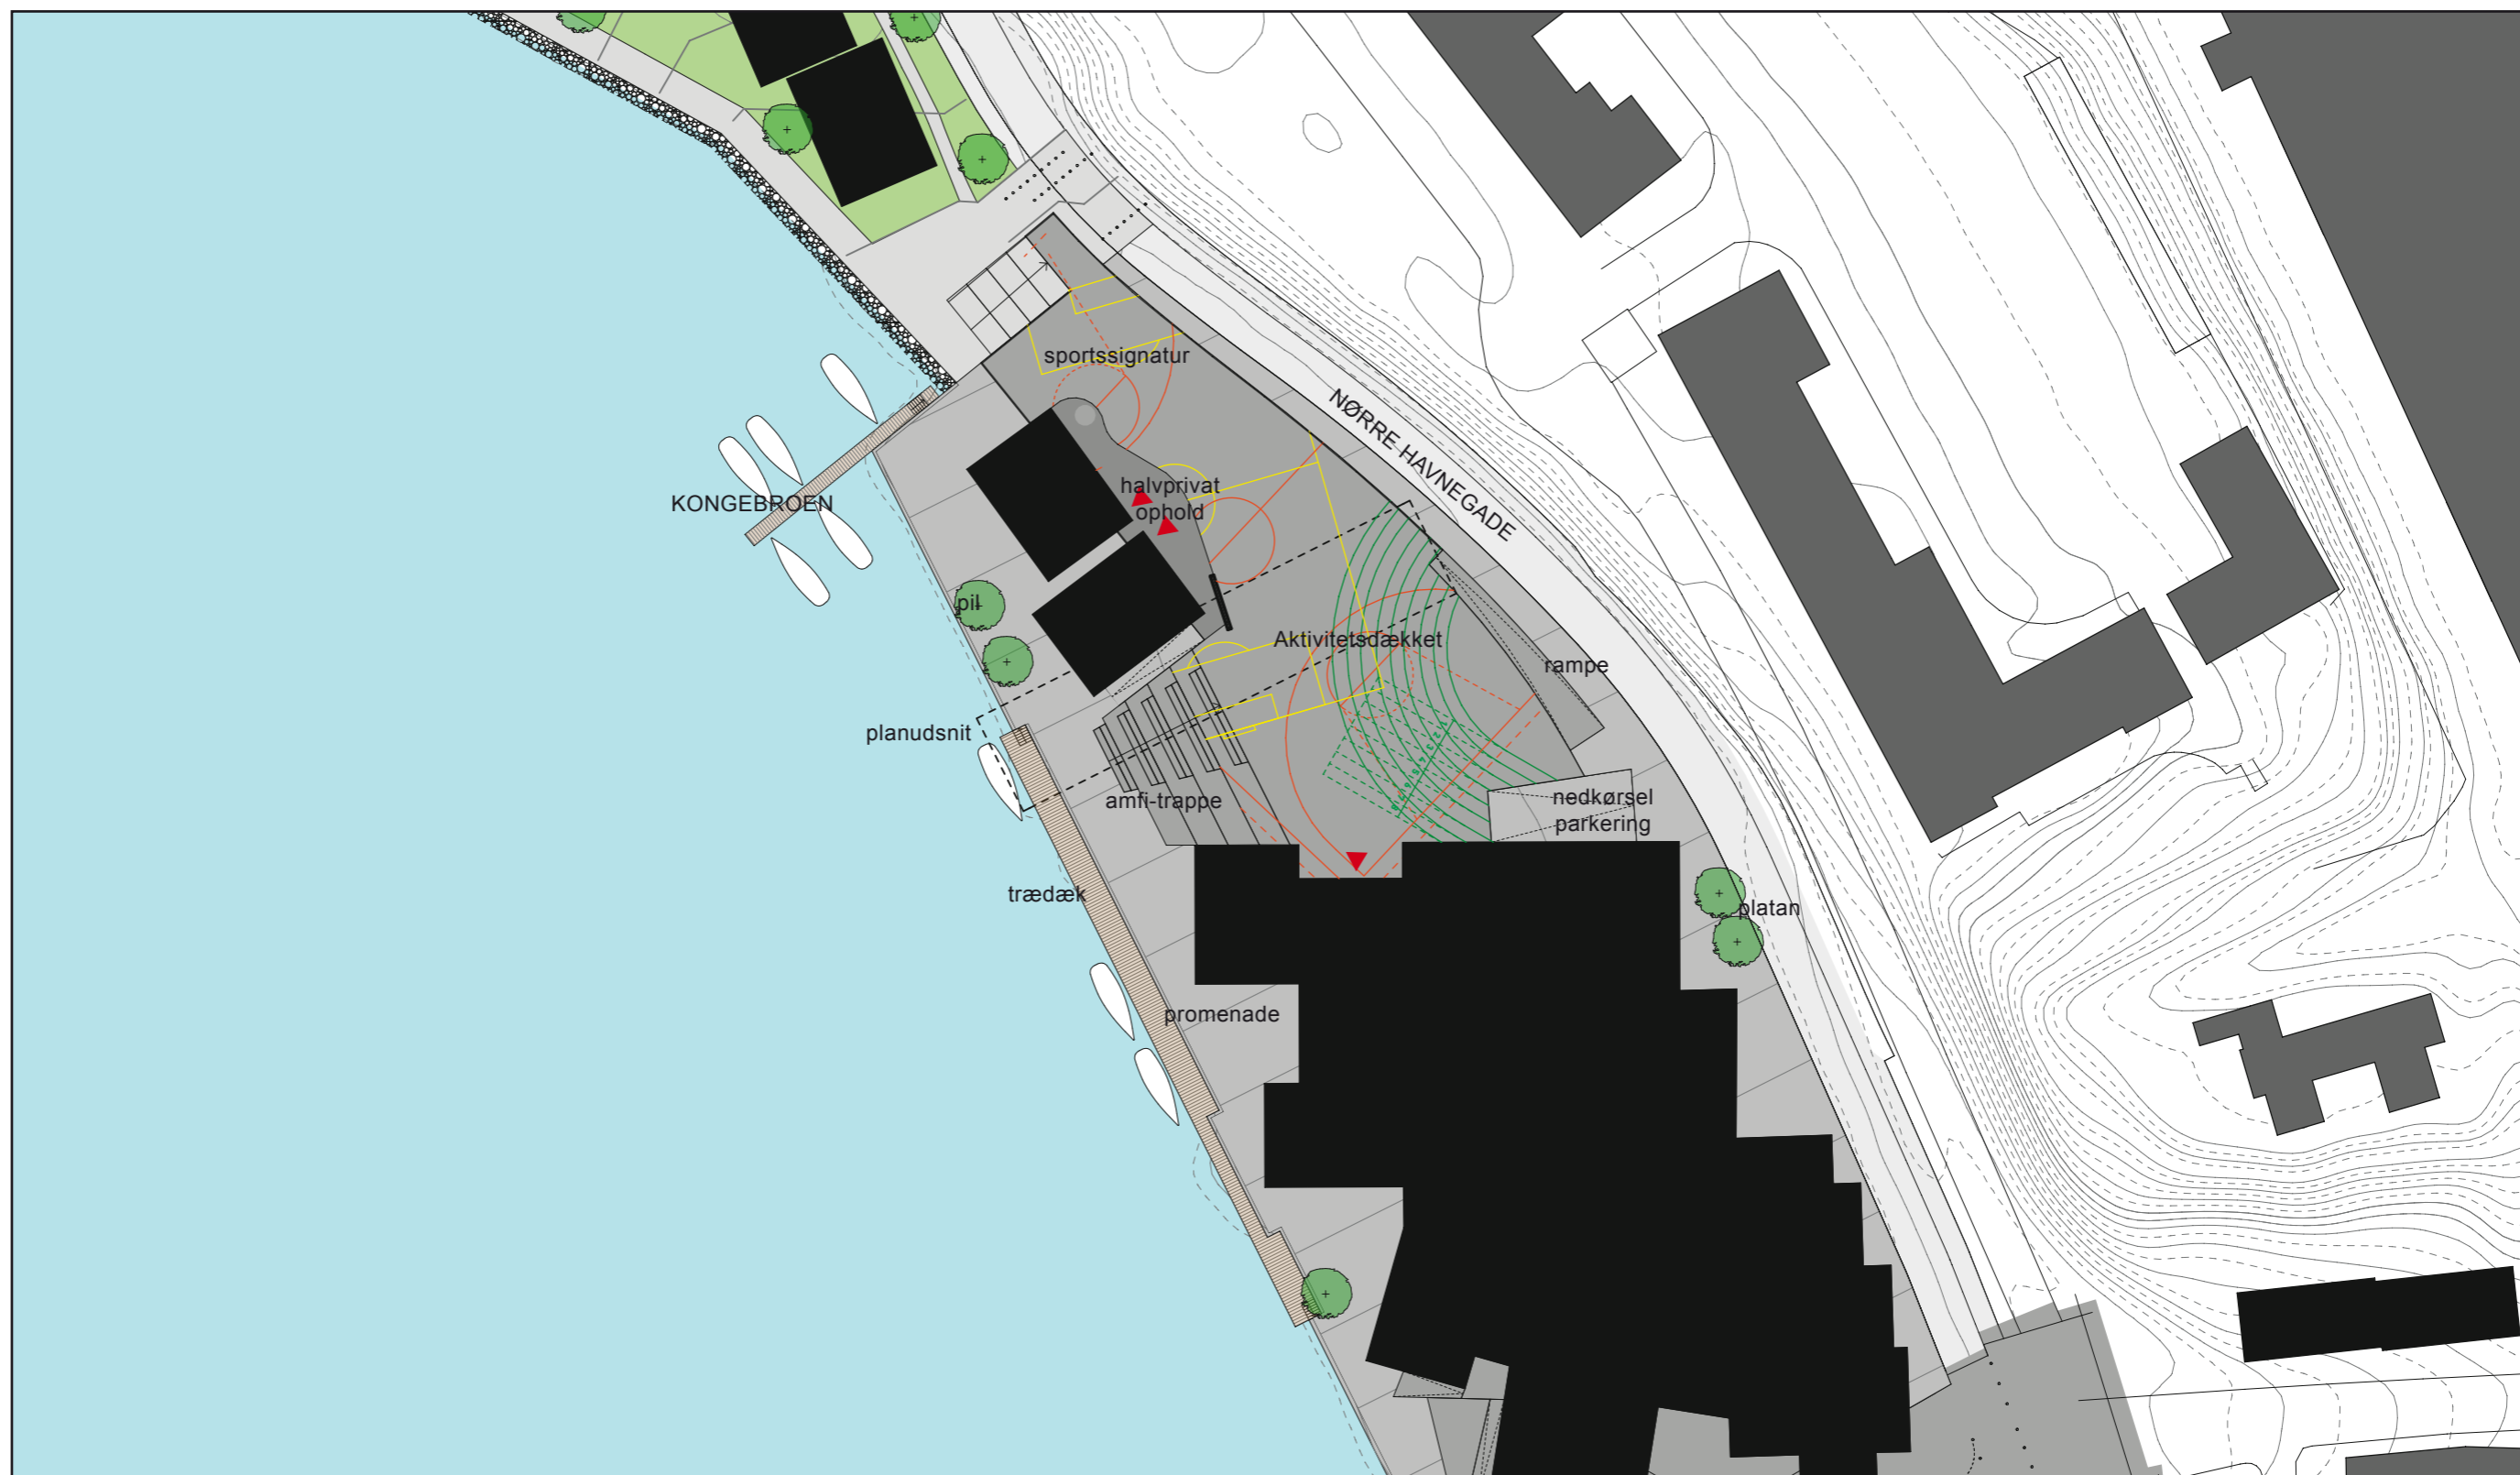 sportssignatur
NØRRE HAVNEGADE
halvprivat
ophold
KONGEBROEN
pil
Aktivitetsdækket
rampe
planudsnit
amfi-trappe
nedkørsel
parkering
trædæk
platan
promenade